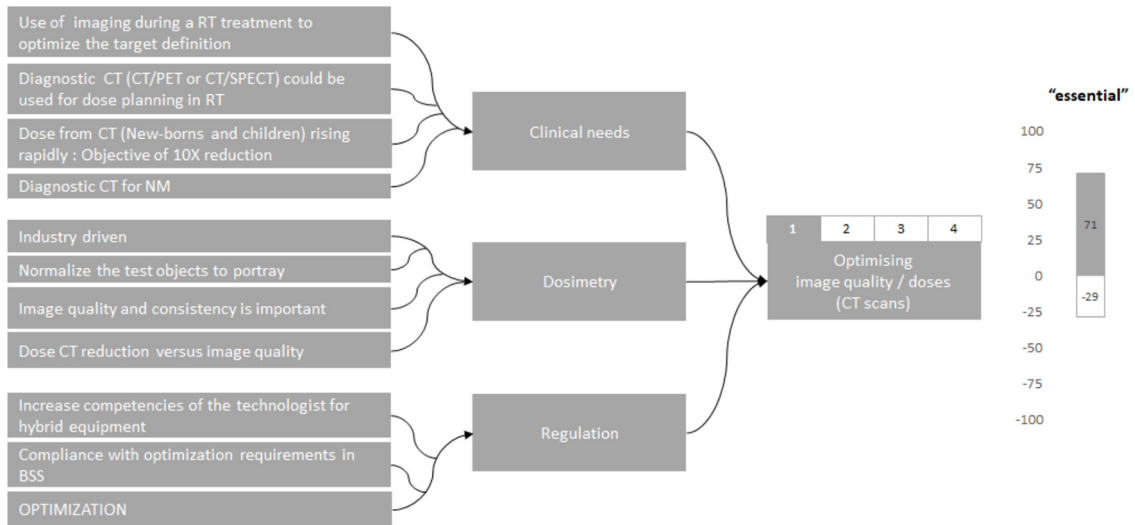 Use of imaging during a RT treatment to
optimize the target definition
Diagnostic CT (CT/PET or CT/SPECT) could be
used for dose planning in RT
Dose from CT (New-borns and children) rising
rapidly : Objective of 10X reduction
Diagnostic CT for NM
Clinical needs
Industry driven
Normalize the test objects to portray
Image quality and consistency is important
Dose CT reduction versus image quality
Dosimetry
Increase competencies of the technologist for
hybrid equipment
Compliance with optimization requirements in
BSS
OPTIMIZATION
Regulation
1 2 3 4
Optimising
image quality / doses
(CT scans)
“essential”
100
75
50
25
0
-25
-50
-75
-100
71
-29